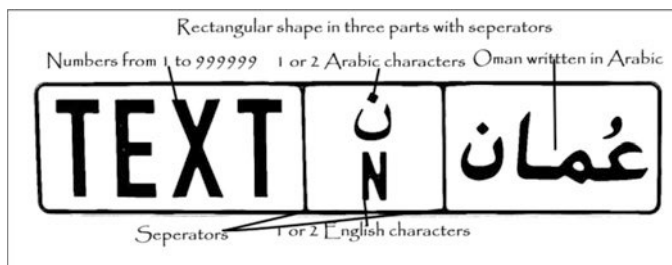 Rectangular shape in three parts with seperators
Numbers from 1 to 999999 1 or 2 Arabic characters Oman writtten in Arabic
TEXT ن عُمان
N
Seperators 1 or 2 English characters